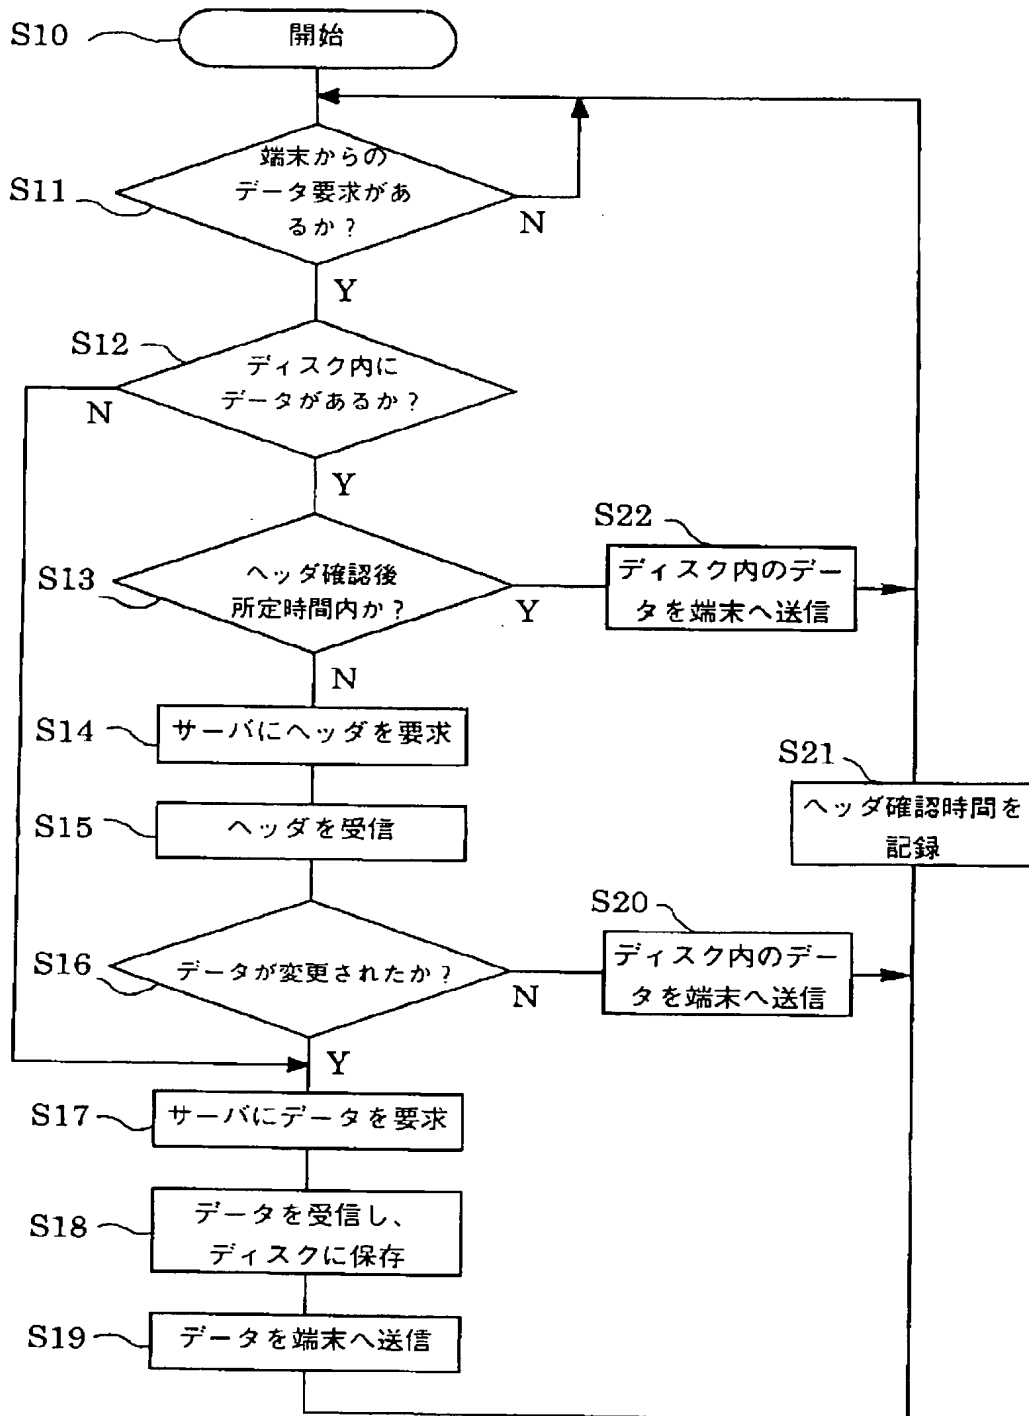 S10
開始
S11
端末からの
データ要求があ
るか？
N
Y
S12
ディスク内に
データがあるか？
N
Y
S13
ヘッダ確認後
所定時間内か？
Y
S22
ディスク内のデー
タを端末へ送信
N
S14
サーバにヘッダを要求
S21
ヘッダ確認時間を
記録
S15
ヘッダを受信
S16
データが変更されたか？
N
S20
ディスク内のデー
タを端末へ送信
Y
S17
サーバにデータを要求
S18
データを受信し、
ディスクに保存
S19
データを端末へ送信